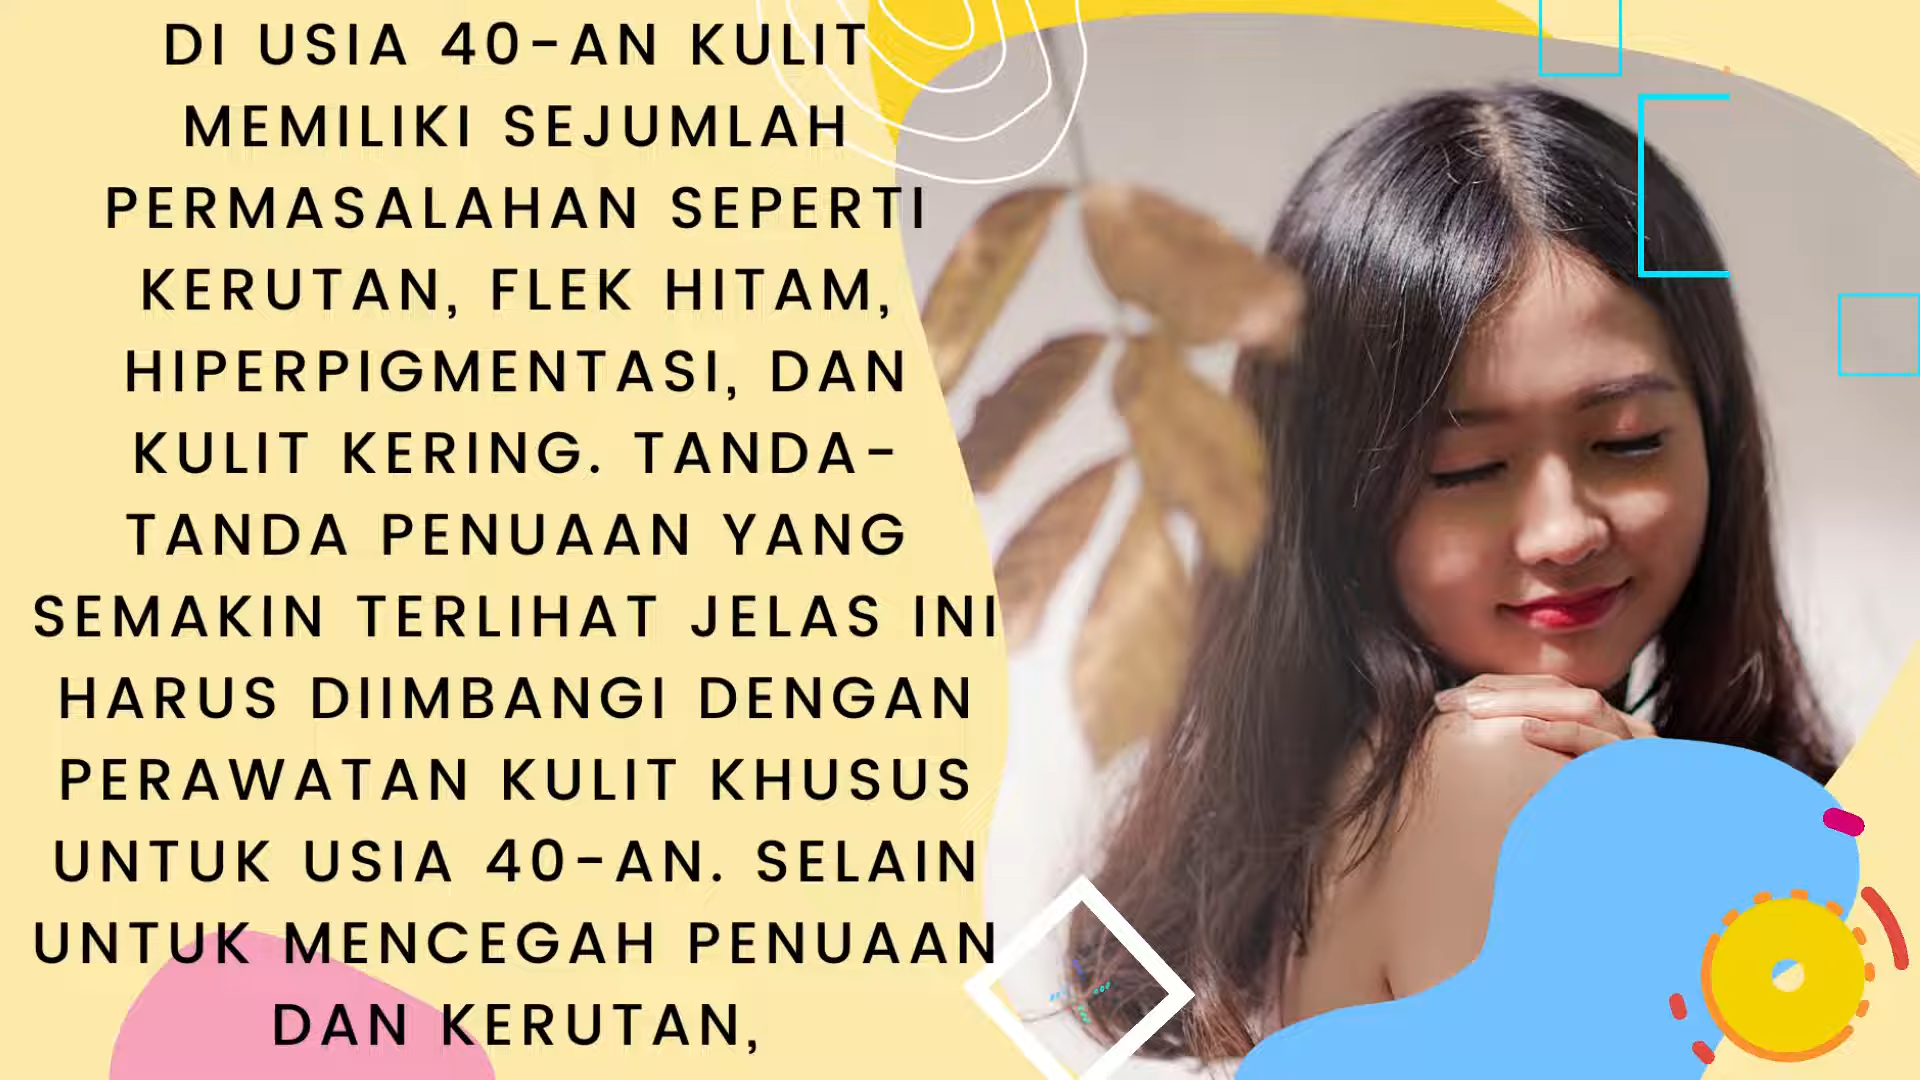 DI USIA 40-AN KULIT
MEMILIKI SEJUMLAH
PERMASALAHAN SEPERTI
KERUTAN, FLEK HITAM,
HIPERPIGMENTASI, DAN
KULIT KERING. TANDA-
TANDA PENUAAN YANG
SEMAKIN TERLIHAT JELAS INI
HARUS DIIMBANGI DENGAN
PERAWATAN KULIT KHUSUS
UNTUK USIA 40-AN. SELAIN
UNTUK MENCEGAH PENUAAN
DAN KERUTAN,